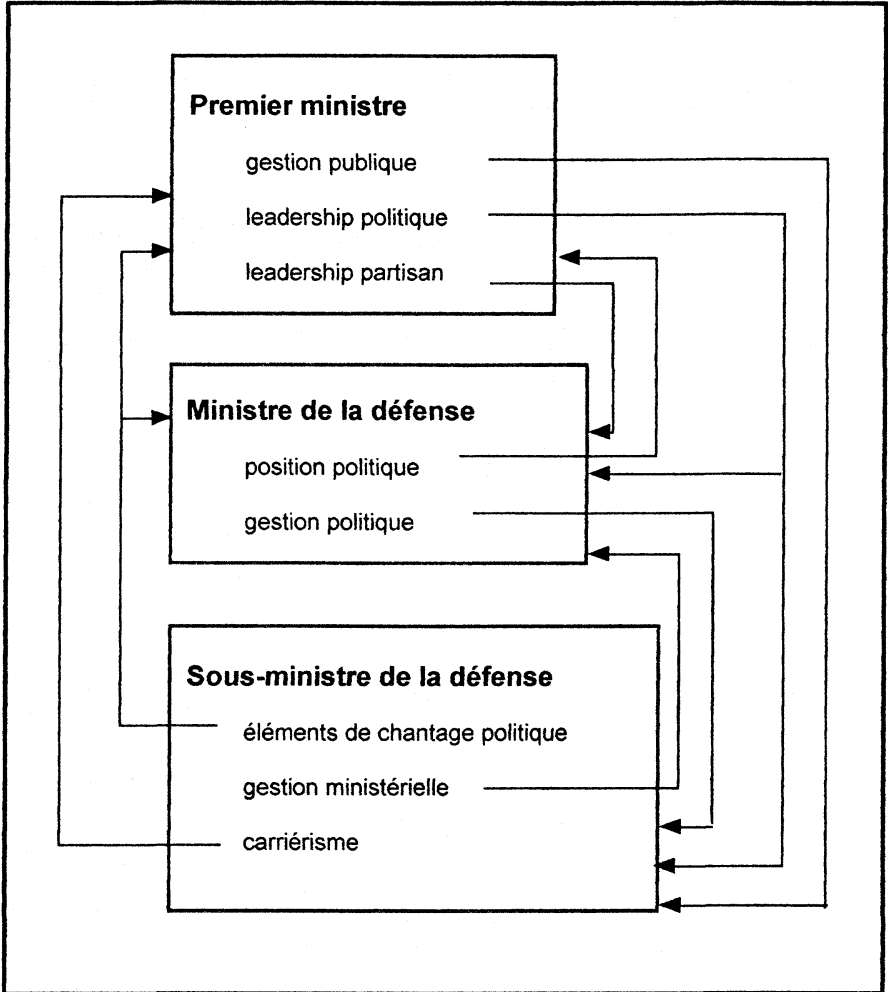 Premier ministre
gestion publique
leadership politique
leadership partisan
Ministre de la défense
position politique
gestion politique
Sous-ministre de la défense
éléments de chantage politique
gestion ministérielle
carriérisme